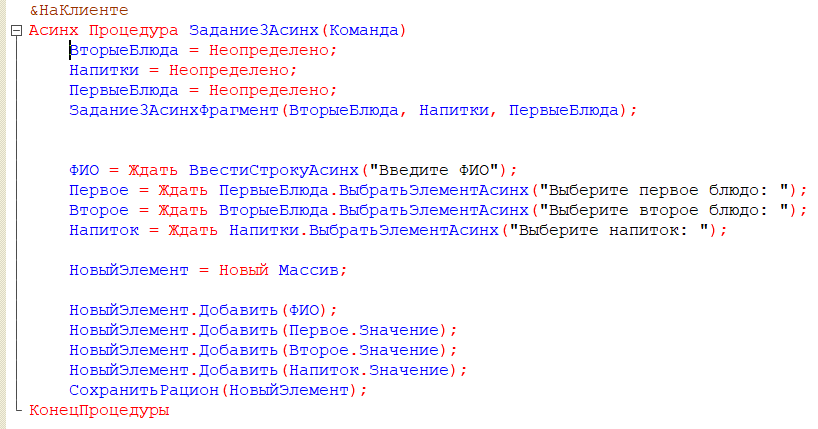 &НаКлиенте
Асинх Процедура Задание3Асинх(Команда)
ВторыеБлюда = Неопределено;
Напитки = Неопределено;
ПервыеБлюда = Неопределено;
Задание3АсинхФрагмент(ВторыеБлюда, Напитки, ПервыеБлюда);
ФИО = Ждать ВвестиСтрокуАсинх("Введите ФИО");
Первое = Ждать ПервыеБлюда.ВыбратьЭлементАсинх("Выберите первое блюдо: ");
Второе = Ждать ВторыеБлюда.ВыбратьЭлементАсинх("Выберите второе блюдо: ");
Напиток = Ждать Напитки.ВыбратьЭлементАсинх("Выберите напиток: ");
НовыйЭлемент = Новый Массив;
НовыйЭлемент.Добавить(ФИО);
НовыйЭлемент.Добавить(Первое.Значение);
НовыйЭлемент.Добавить(Второе.Значение);
НовыйЭлемент.Добавить(Напиток.Значение);
СохранитьРацион(НовыйЭлемент);
КонецПроцедуры